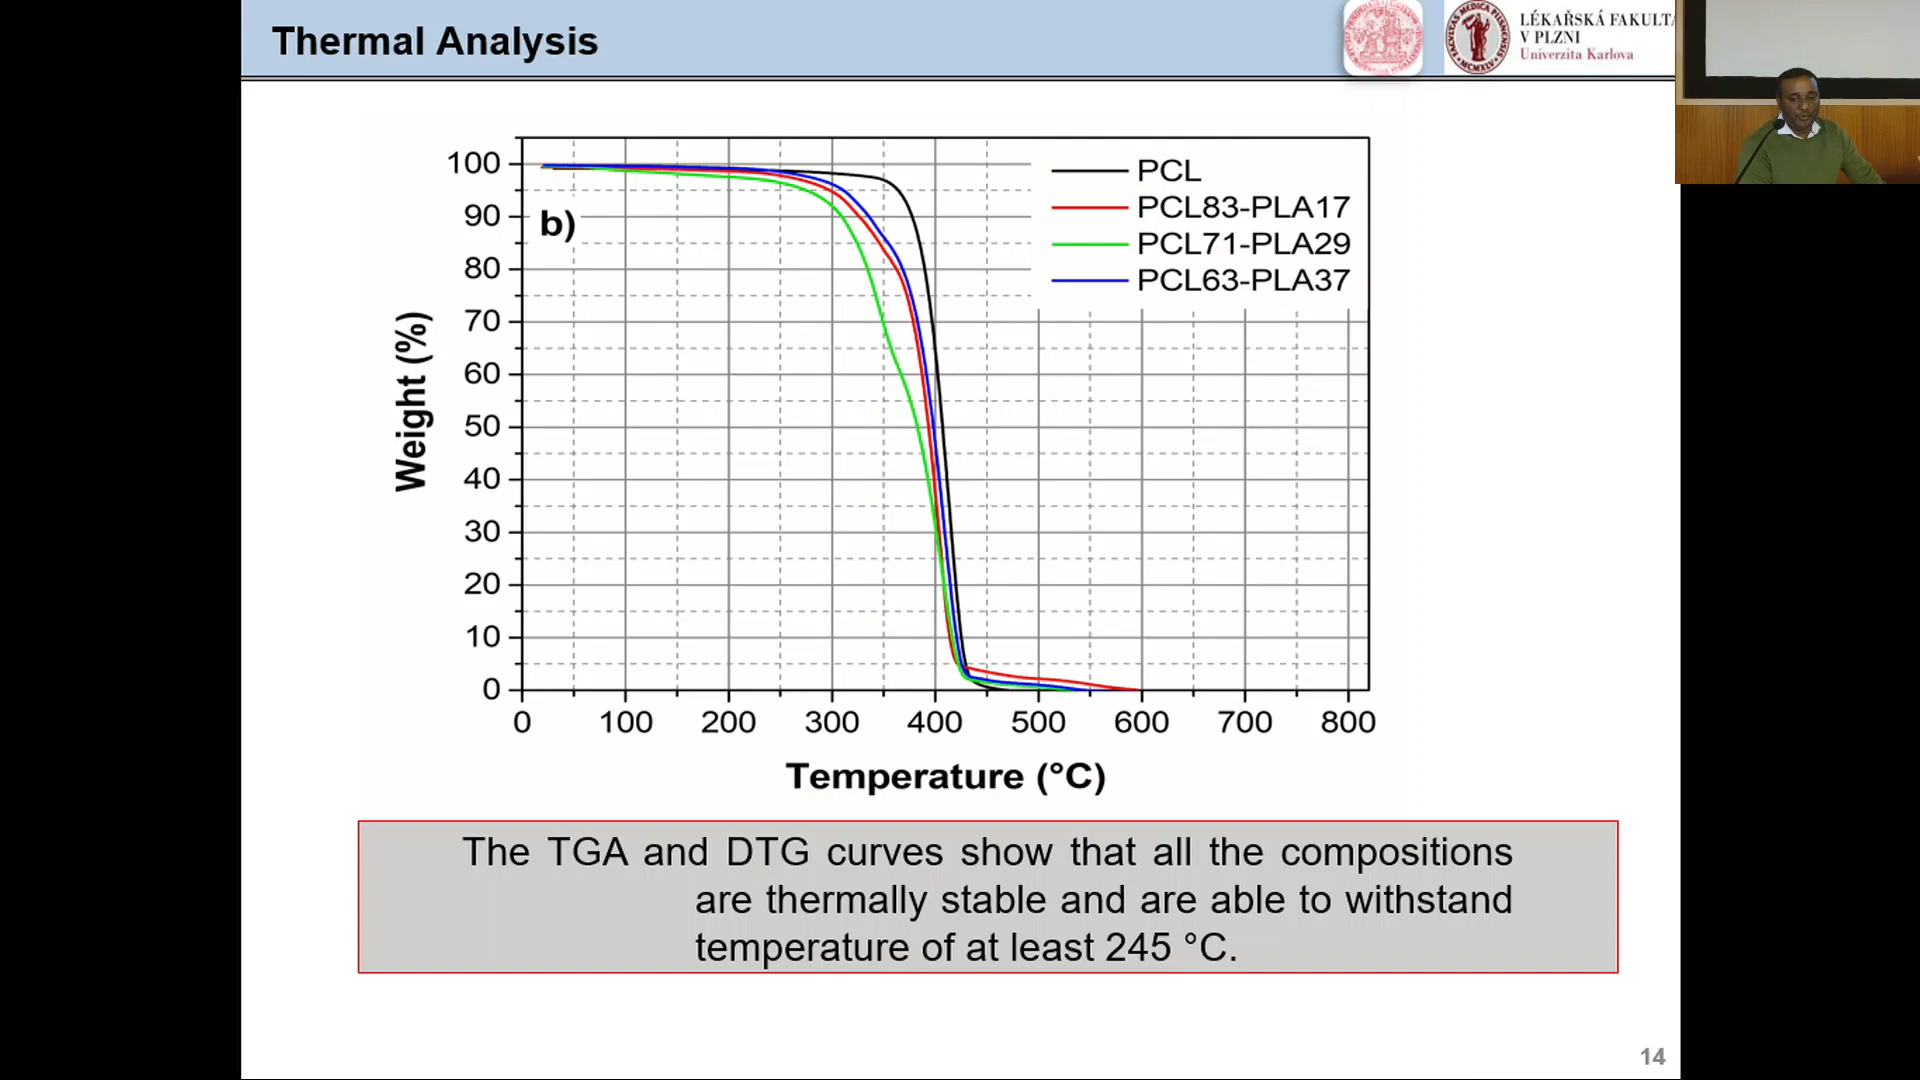 Thermal Analysis
LÉKAŘSKÁ FAKULTA
V PLZNI
Univerzita Karlova
b)
PCL
PCL83-PLA17
PCL71-PLA29
PCL63-PLA37
Weight (%)
100
90
80
70
60
50
40
30
20
10
0
0 100 200 300 400 500 600 700 800
Temperature (°C)
The TGA and DTG curves show that all the compositions
are thermally stable and are able to withstand
temperature of at least 245 °C.
14